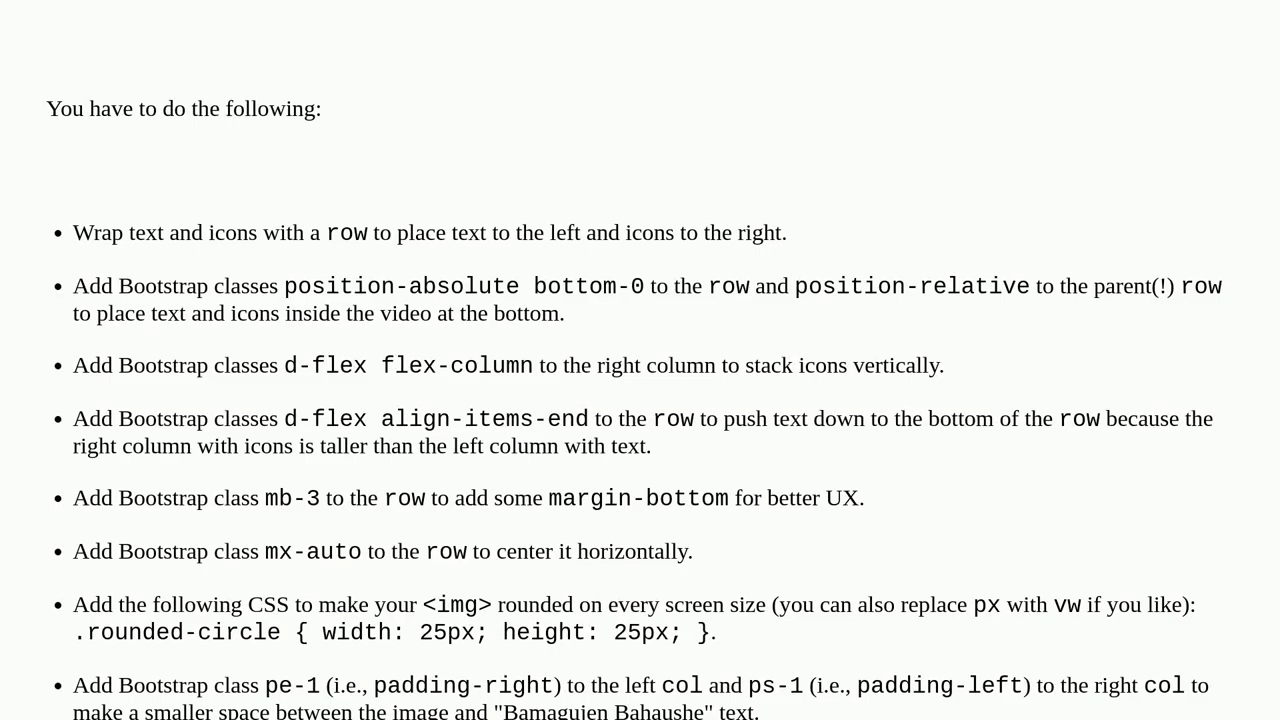 You have to do the following:
• Wrap text and icons with a row to place text to the left and icons to the right.
• Add Bootstrap classes position-absolute bottom-0 to the row and position-relative to the parent(!) row
to place text and icons inside the video at the bottom.
• Add Bootstrap classes d-flex flex-column to the right column to stack icons vertically.
• Add Bootstrap classes d-flex align-items-end to the row to push text down to the bottom of the row because the
right column with icons is taller than the left column with text.
• Add Bootstrap class mb-3 to the row to add some margin-bottom for better UX.
• Add Bootstrap class mx-auto to the row to center it horizontally.
• Add the following CSS to make your <img> rounded on every screen size (you can also replace px with vw if you like):
.rounded-circle { width: 25px; height: 25px; }.
• Add Bootstrap class pe-1 (i.e., padding-right) to the left col and ps-1 (i.e., padding-left) to the right col to
make a smaller space between the image and "Bamagujen Bahaushe" text.